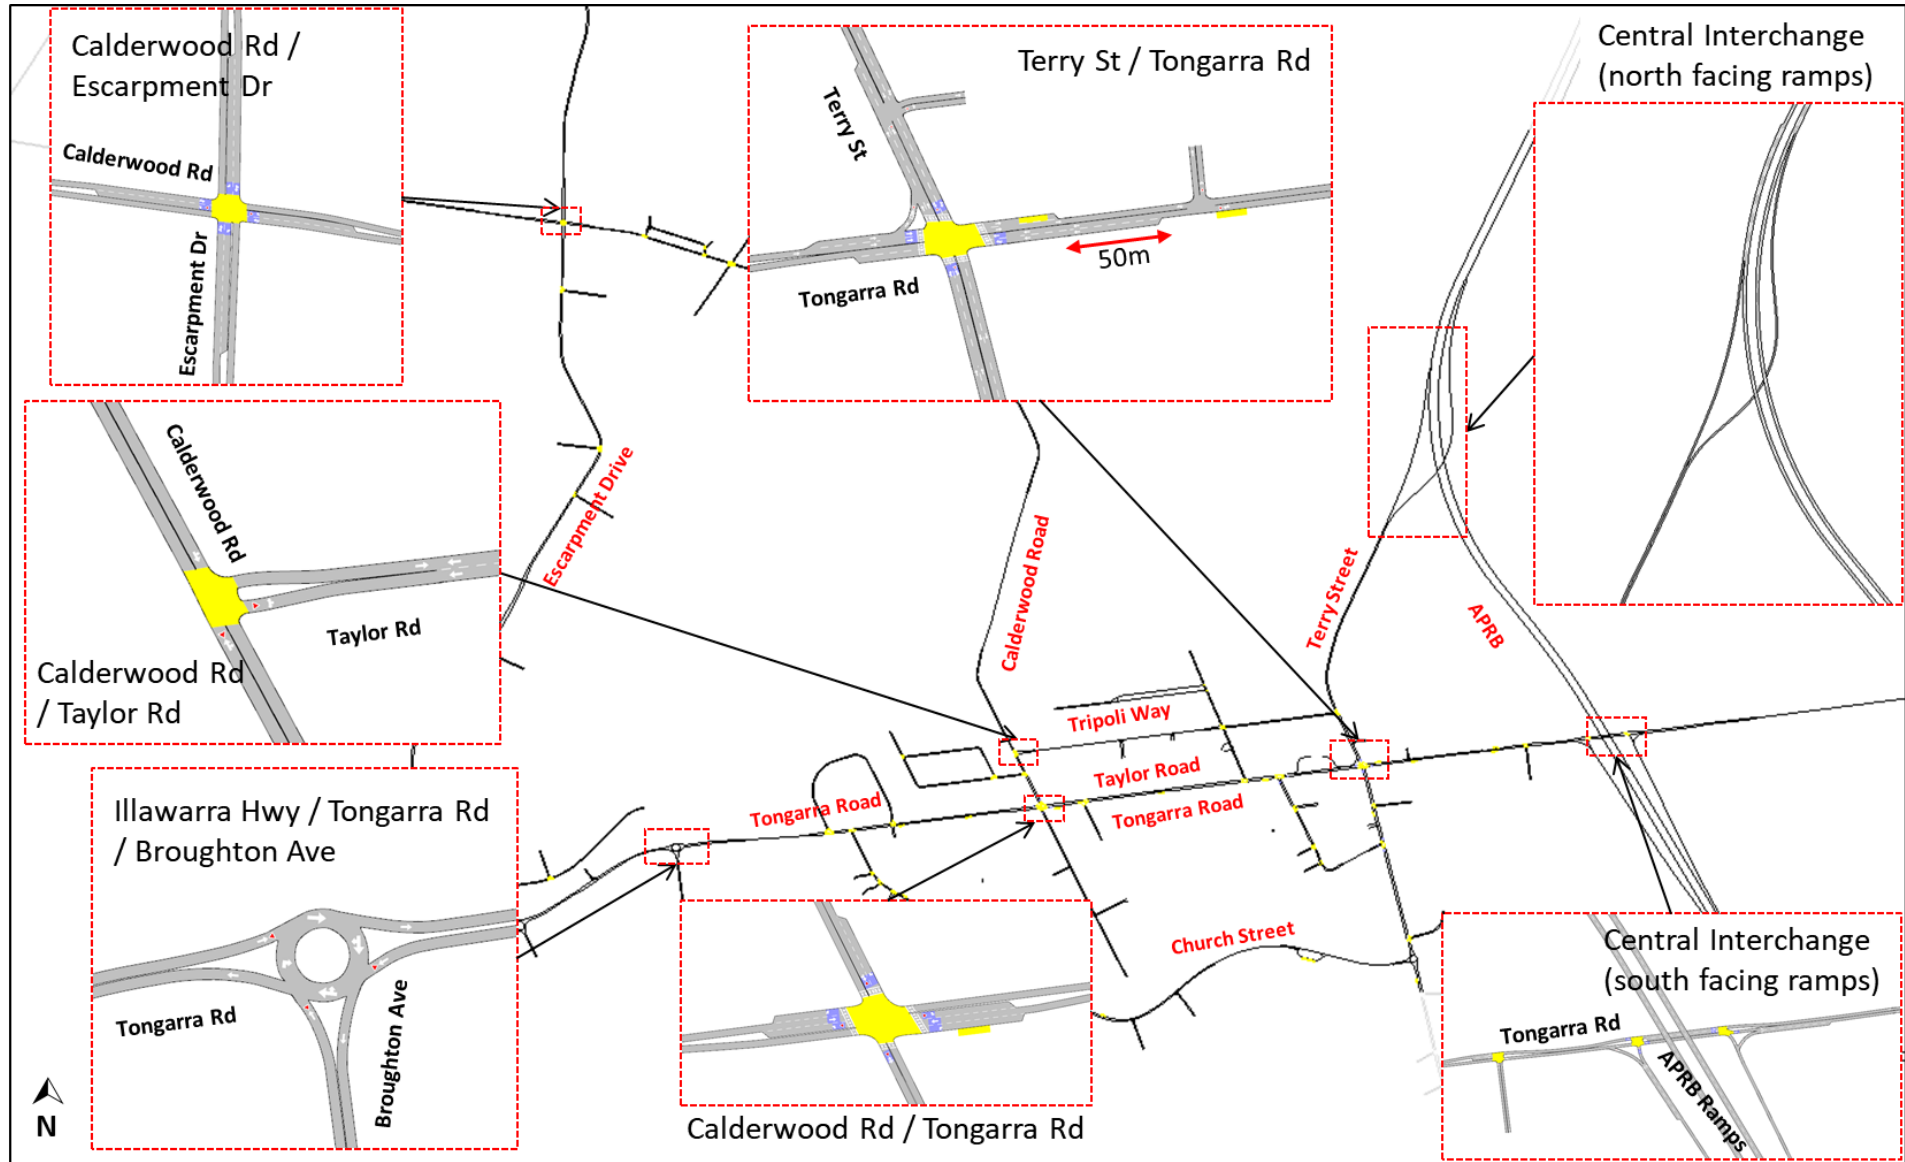 Calderwood Rd /
Escarpment Dr
Calderwood Rd
Escarpment Dr
Terry St / Tongarra Rd
Terry St
50m
Tongarra Rd
Central Interchange
(north facing ramps)
Calderwood Rd
Taylor Rd
Calderwood Rd
/ Taylor Rd
Escarpment Drive
Calderwood Road
Terry Street
APRB
Tripoli Way
Taylor Road
Tongarra Road
Tongarra Road
Church Street
Illawarra Hwy / Tongarra Rd
/ Broughton Ave
Tongarra Rd
Broughton Ave
Calderwood Rd / Tongarra Rd
Central Interchange
(south facing ramps)
Tongarra Rd
APRB Ramps
N